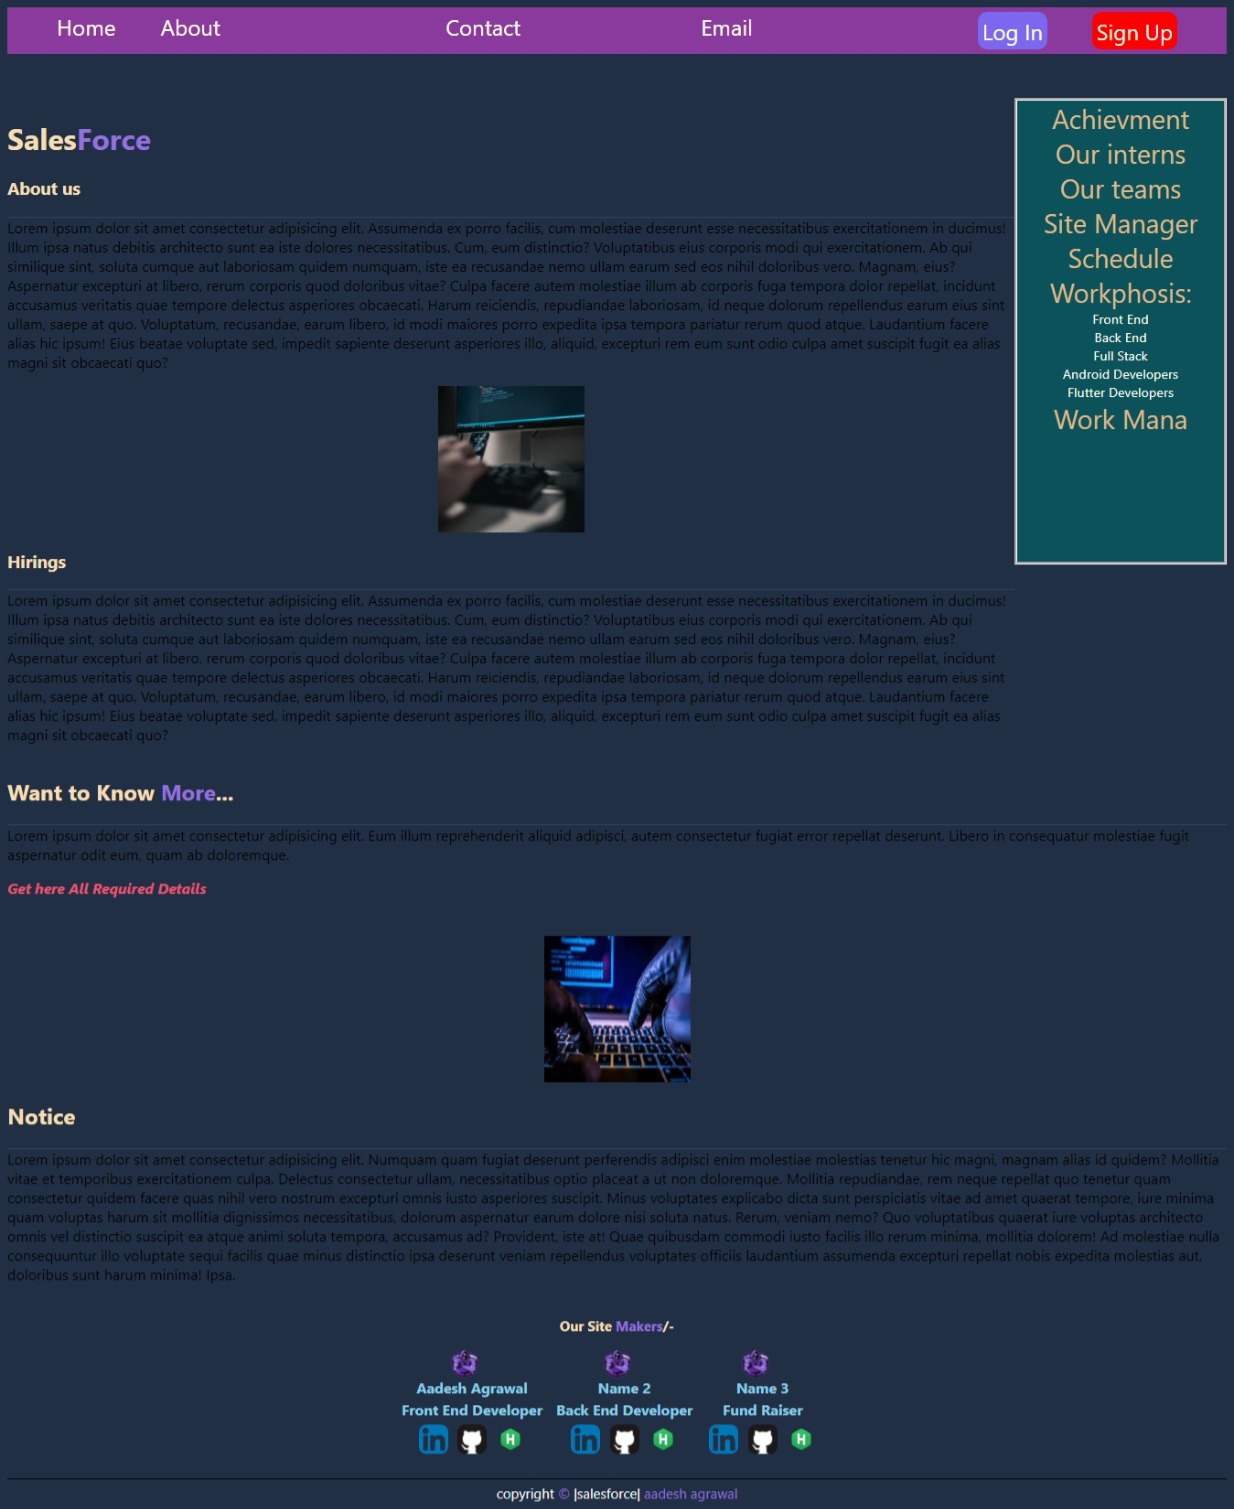 Home About Contact Email Log In Sign Up
SalesForce
About us
Lorem ipsum dolor sit amet consectetur adipisicing elit. Assumenda ex porro facilis, cum molestiae deserunt esse necessitatibus exercitationem in ducimus!
Illum ipsa natus debitis architecto sunt ea iste dolores necessitatibus. Cum, eum distinctio? Voluptatibus eius corporis modi qui exercitationem. Ab qui
similique sint, soluta cumque aut laboriosam quidem numquam, iste ea recusandae nemo ullam earum sed eos nihil doloribus vero. Magnam, eius?
Aspernatur excepturi at libero, rerum corporis quod doloribus vitae? Culpa facere autem molestiae illum ab corporis fuga tempora dolor repellat, incidunt
accusamus veritatis quae tempore delectus asperiores obcaecati. Harum reiciendis, repudiandae laboriosam, id neque dolorum repellendus earum eius sint
ullam, saepe at quo. Voluptatum, recusandae, earum libero, id modi maiores porro expedita ipsa tempora pariatur rerum quod atque. Laudantium facere
alias hic ipsum! Eius beatae voluptate sed, impedit sapiente deserunt asperiores illo, aliquid, excepturi rem eum sunt odio culpa amet suscipit fugit ea alias
magni sit obcaecati quo?
Achievment
Our interns
Our teams
Site Manager
Schedule
Workphosis:
Front End
Back End
Full Stack
Android Developers
Flutter Developers
Work Mana
Hirings
Lorem ipsum dolor sit amet consectetur adipisicing elit. Assumenda ex porro facilis, cum molestiae deserunt esse necessitatibus exercitationem in ducimus!
Illum ipsa natus debitis architecto sunt ea iste dolores necessitatibus. Cum, eum distinctio? Voluptatibus eius corporis modi qui exercitationem. Ab qui
similique sint, soluta cumque aut laboriosam quidem numquam, iste ea recusandae nemo ullam earum sed eos nihil doloribus vero. Magnam, eius?
Aspernatur excepturi at libero, rerum corporis quod doloribus vitae? Culpa facere autem molestiae illum ab corporis fuga tempora dolor repellat, incidunt
accusamus veritatis quae tempore delectus asperiores obcaecati. Harum reiciendis, repudiandae laboriosam, id neque dolorum repellendus earum eius sint
ullam, saepe at quo. Voluptatum, recusandae, earum libero, id modi maiores porro expedita ipsa tempora pariatur rerum quod atque. Laudantium facere
alias hic ipsum! Eius beatae voluptate sed, impedit sapiente deserunt asperiores illo, aliquid, excepturi rem eum sunt odio culpa amet suscipit fugit ea alias
magni sit obcaecati quo?
Want to Know More...
Lorem ipsum dolor sit amet consectetur adipisicing elit. Eum illum reprehenderit aliquid adipisci, autem consectetur fugiat error repellat deserunt. Libero in consequatur molestiae fugit
aspernatur odit eum, quam ab doloremque.
Get here All Required Details
Notice
Lorem ipsum dolor sit amet consectetur adipisicing elit. Numquam quam fugiat deserunt perferendis adipisci enim molestiae molestias tenetur hic magni, magnam alias id quidem? Mollitia
vitae et temporibus exercitationem culpa. Delectus consectetur ullam, necessitatibus optio placeat a ut non doloremque. Mollitia repudiandae, rem neque repellat quo tenetur quam
consectetur quidem facere quas nihil vero nostrum excepturi omnis iusto asperiores suscipit. Minus voluptates explicabo dicta sunt perspiciatis vitae ad amet quaerat tempore, iure minima
quam voluptas harum sit mollitia dignissimos necessitatibus, dolorum aspernatur earum dolore nisi soluta natus. Rerum, veniam nemo? Quo voluptatibus quaerat iure voluptas architecto
omnis vel distinctio suscipit ea atque animi soluta tempora, accusamus ad? Provident, iste at! Quae quibusdam commodi iusto facilis illo rerum minima, mollitia dolorem! Ad molestiae nulla
consequuntur illo voluptate sequi facilis quae minus distinctio ipsa deserunt veniam repellendus voluptates officiis laudantium assumenda excepturi repellat nobis expedita molestias aut,
doloribus sunt harum minima! Ipsa.
Our Site Makers/-
Aadesh Agrawal Name 2 Name 3
Front End Developer Back End Developer Fund Raiser
in in in
H H H
copyright © |salesforce| aadesh agrawal